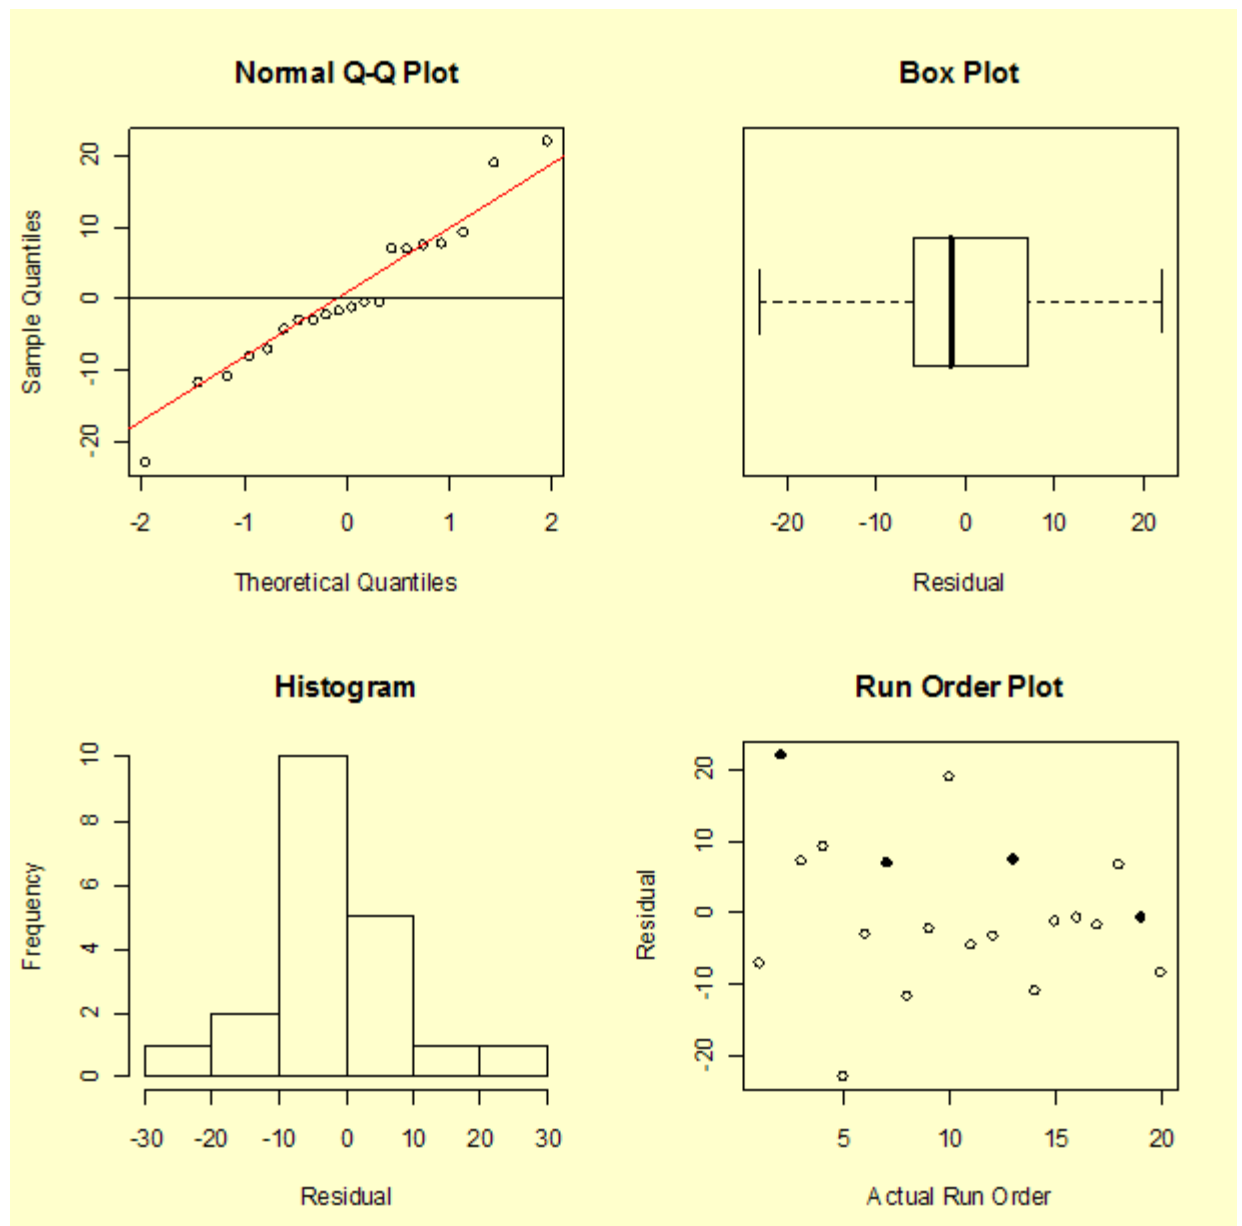 Normal Q-Q Plot
Sample Quantiles
20
10
0
-10
-20
-2 -1 0 1 2
Theoretical Quantiles
Box Plot
-20 -10 0 10 20
Residual
Histogram
Frequency
10
8
6
4
2
0
-30 -20 -10 0 10 20 30
Residual
Run Order Plot
Residual
20
10
0
-10
-20
5 10 15 20
Actual Run Order